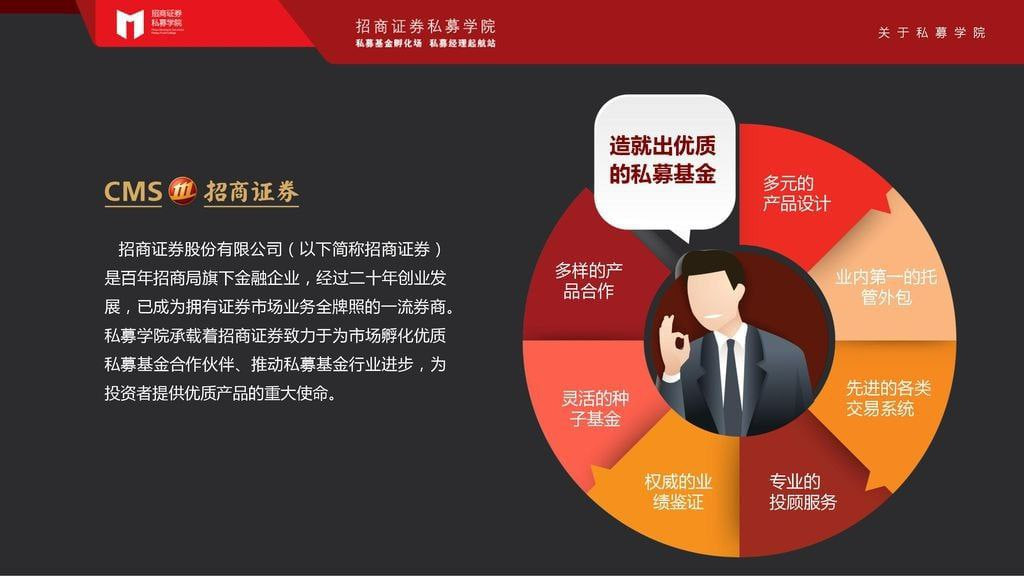 招商证券
私募学院
招商证券私募学院
私募基金孵化场 私募经理起航站
关于私募学院
CMS 招商证券
招商证券股份有限公司（以下简称招商证券）
是百年招商局旗下金融企业，经过二十年创业发
展，已成为拥有证券市场业务全牌照的一流券商。
私募学院承载着招商证券致力于为市场孵化优质
私募基金合作伙伴、推动私募基金行业进步，为
投资者提供优质产品的重大使命。
造就出优质
的私募基金
多元的
产品设计
业内第一的托
管外包
先进的各类
交易系统
专业的
投顾服务
权威的业
绩鉴证
灵活的种
子基金
多样的产
品合作